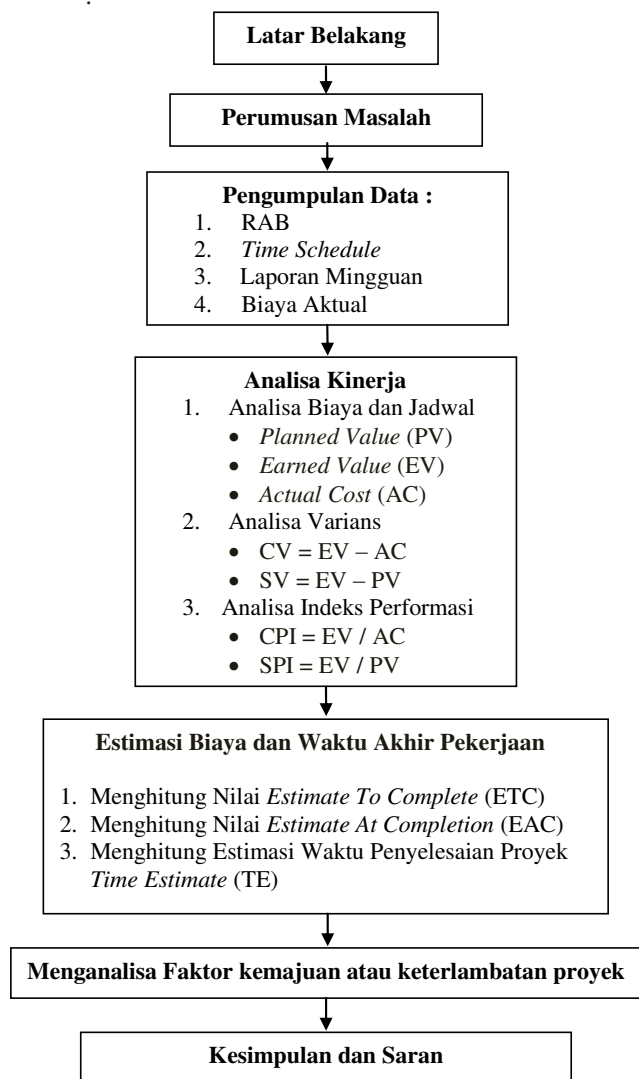 .
Latar Belakang
Perumusan Masalah
Pengumpulan Data :
1. RAB
2. Time Schedule
3. Laporan Mingguan
4. Biaya Aktual
Analisa Kinerja
1. Analisa Biaya dan Jadwal
• Planned Value (PV)
• Earned Value (EV)
• Actual Cost (AC)
2. Analisa Varians
• CV = EV – AC
• SV = EV – PV
3. Analisa Indeks Performasi
• CPI = EV / AC
• SPI = EV / PV
Estimasi Biaya dan Waktu Akhir Pekerjaan
1. Menghitung Nilai Estimate To Complete (ETC)
2. Menghitung Nilai Estimate At Completion (EAC)
3. Menghitung Estimasi Waktu Penyelesaian Proyek
Time Estimate (TE)
Menganalisa Faktor kemajuan atau keterlambatan proyek
Kesimpulan dan Saran